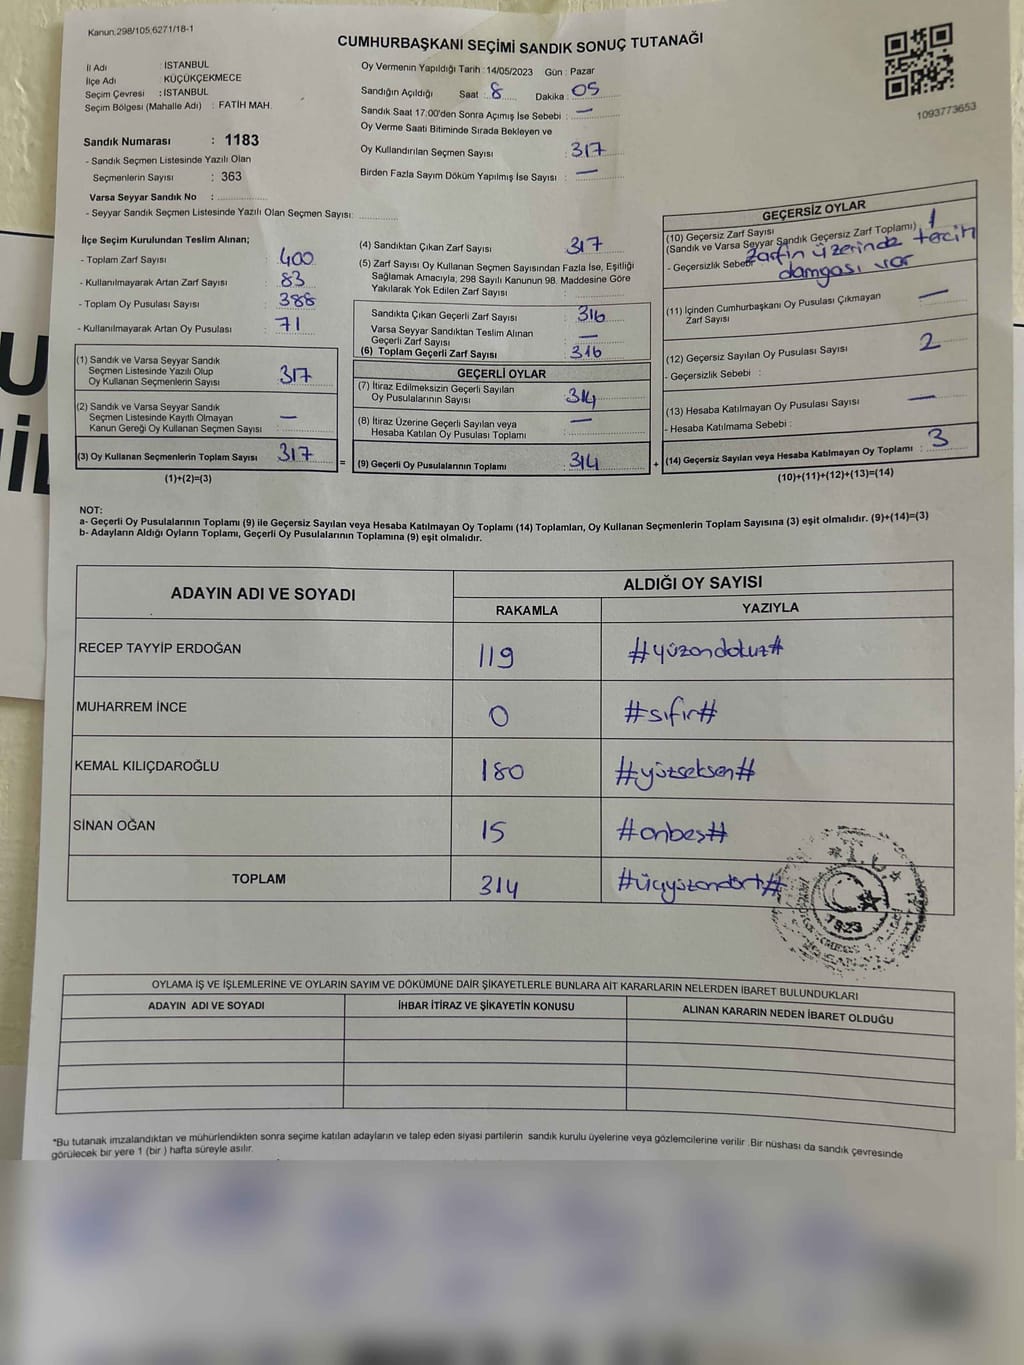 Kanun.298/105,6271/18-1
CUMHURBAŞKANI SEÇİMİ SANDIK SONUÇ TUTANAĞI
İl Adı : İSTANBUL
İlçe Adı : KÜÇÜKÇEKMECE
Seçim Çevresi : İSTANBUL
Seçim Bölgesi (Mahalle Adı) : FATİH MAH.
Sandık Numarası : 1183
- Sandık Seçmen Listesinde Yazılı Olan
Seçmenlerin Sayısı : 363
Varsa Seyyar Sandık No :
- Seyyar Sandık Seçmen Listesinde Yazılı Olan Seçmen Sayısı:
Oy Vermenin Yapıldığı Tarih : 14/05/2023 Gün : Pazar
Sandığın Açıldığı Saat : 8 Dakika : 05
Sandık Saat 17.00'den Sonra Açımış İse Sebebi : —
Oy Verme Saati Bitiminde Sırada Bekleyen ve
Oy Kullandırılan Seçmen Sayısı : 317
Birden Fazla Sayım Döküm Yapılmış İse Sayısı : —
1093773653
İlçe Seçim Kurulundan Teslim Alınan;
- Toplam Zarf Sayısı : 400
- Kullanılmayarak Artan Zarf Sayısı : 83
- Toplam Oy Pusulası Sayısı : 388
- Kullanılmayarak Artan Oy Pusulası : 71
(1) Sandık ve Varsa Seyyar Sandık
Seçmen Listesinde Yazılı Olup
Oy Kullanan Seçmenlerin Sayısı : 317
(2) Sandık ve Varsa Seyyar Sandık
Seçmen Listesinde Kayıtlı Olmayan
Kanun Gereği Oy Kullanan Seçmen Sayısı : —
(3) Oy Kullanan Seçmenlerin Toplam Sayısı : 317
(1)+(2)=(3)
(4) Sandıktan Çıkan Zarf Sayısı : 317
(5) Zarf Sayısı Oy Kullanan Seçmen Sayısından Fazla İse, Eşitliği
Sağlamak Amacıyla; 298 Sayılı Kanunun 98. Maddesine Göre
Yakılarak Yok Edilen Zarf Sayısı :
Sandıkta Çıkan Geçerli Zarf Sayısı : 316
Varsa Seyyar Sandıktan Teslim Alınan
Geçerli Zarf Sayısı : —
(6) Toplam Geçerli Zarf Sayısı : 316
GEÇERLİ OYLAR
(7) İtiraz Edilmeksizin Geçerli Sayılan
Oy Pusulalarının Sayısı : 314
(8) İtiraz Üzerine Geçerli Sayılan veya
Hesaba Katılan Oy Pusulası Toplamı : —
= (9) Geçerli Oy Pusulalarının Toplamı : 314
GEÇERSİZ OYLAR
(10) Geçersiz Zarf Sayısı
(Sandık ve Varsa Seyyar Sandık Geçersiz Zarf Toplamı) : 1
- Geçersizlik Sebebi zarfın üzerinde tercih
damgası var
(11) İçinden Cumhurbaşkanı Oy Pusulası Çıkmayan
Zarf Sayısı : —
(12) Geçersiz Sayılan Oy Pusulası Sayısı : 2
- Geçersizlik Sebebi :
(13) Hesaba Katılmayan Oy Pusulası Sayısı : —
- Hesaba Katılmama Sebebi :
+ (14) Geçersiz Sayılan veya Hesaba Katılmayan Oy Toplamı : 3
(10)+(11)+(12)+(13)=(14)
NOT:
a- Geçerli Oy Pusulalarının Toplamı (9) ile Geçersiz Sayılan veya Hesaba Katılmayan Oy Toplamı (14) Toplamları, Oy Kullanan Seçmenlerin Toplam Sayısına (3) eşit olmalıdır. (9)+(14)=(3)
b- Adayların Aldığı Oyların Toplamı, Geçerli Oy Pusulalarının Toplamına (9) eşit olmalıdır.
ADAYIN ADI VE SOYADI ALDIĞI OY SAYISI
RAKAMLA YAZIYLA
RECEP TAYYİP ERDOĞAN 119 #yüzondokuz#
MUHARREM İNCE 0 #sıfır#
KEMAL KILIÇDAROĞLU 180 #yüzseksen#
SİNAN OĞAN 15 #onbeş#
TOPLAM 314 #üçyüzondört#
1923
OYLAMA İŞ VE İŞLEMLERİNE VE OYLARIN SAYIM VE DÖKÜMÜNE DAİR ŞİKAYETLERLE BUNLARA AİT KARARLARIN NELERDEN İBARET BULUNDUKLARI
ADAYIN ADI VE SOYADI İHBAR İTİRAZ VE ŞİKAYETİN KONUSU ALINAN KARARIN NEDEN İBARET OLDUĞU
*Bu tutanak imzalandıktan ve mühürlendikten sonra seçime katılan adayların ve talep eden siyasi partilerin sandık kurulu üyelerine veya gözlemcilerine verilir .Bir nüshası da sandık çevresinde
görülecek bir yere 1 (bir ) hafta süreyle asılır.